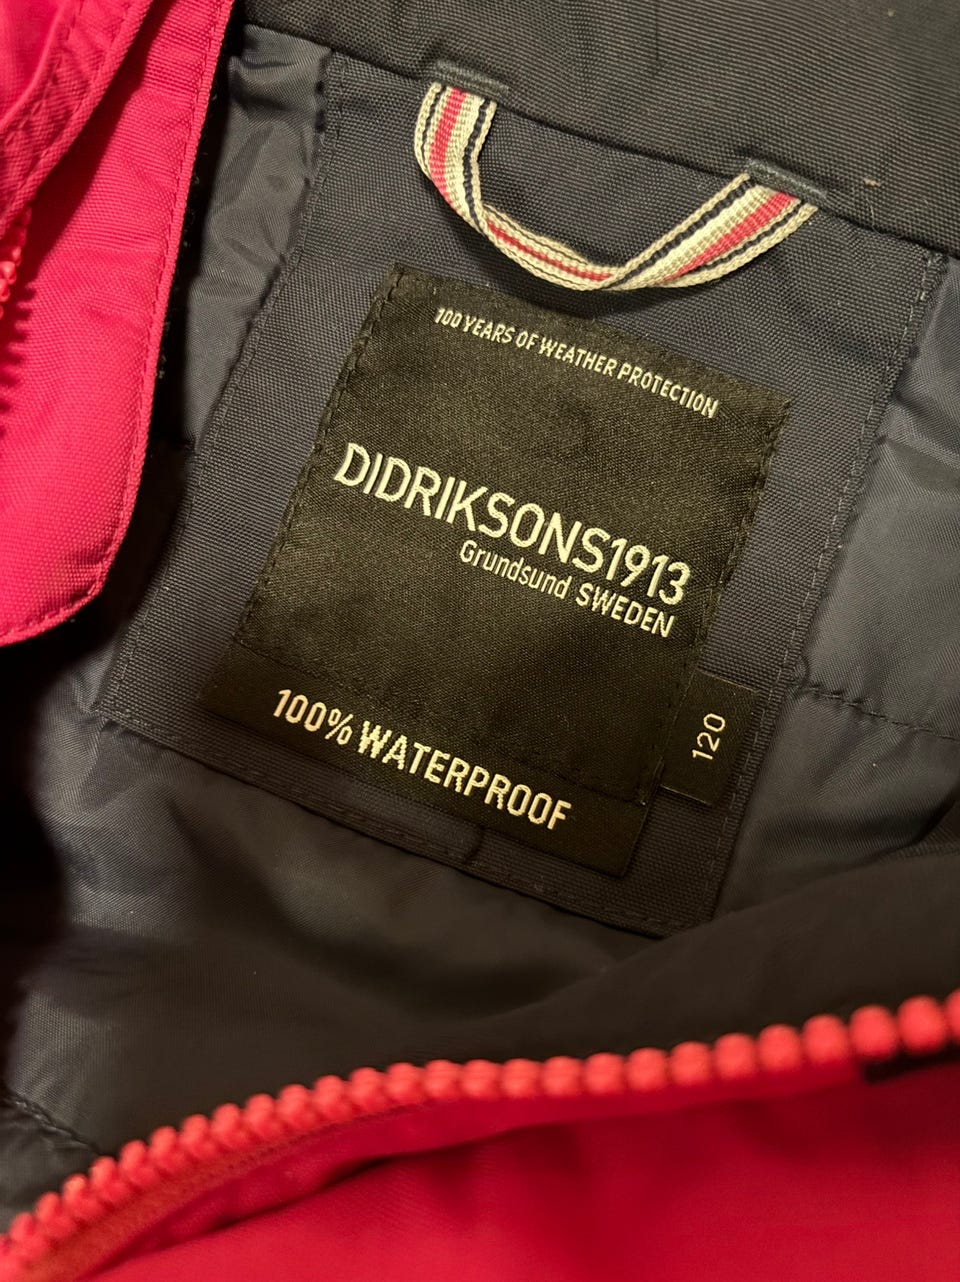 100 YEARS OF WEATHER PROTECTION
DIDRIKSONS1913
Grundsund SWEDEN
100% WATERPROOF
120